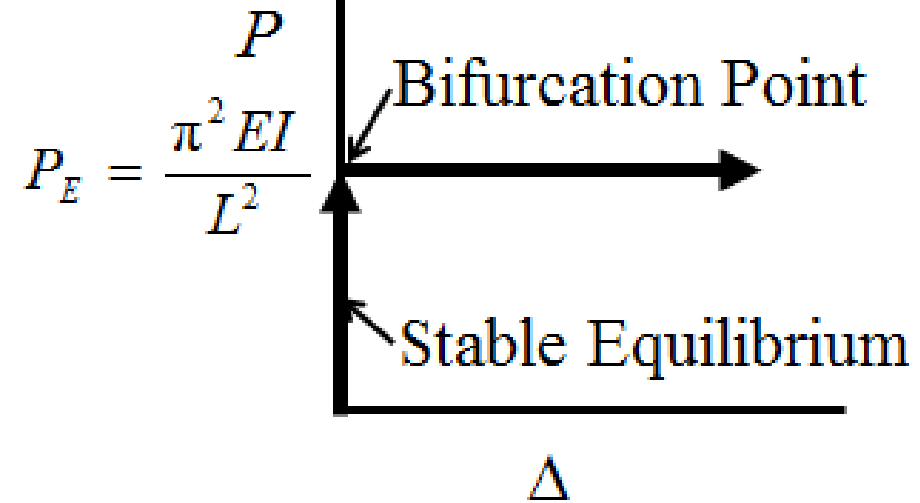 P
Bifurcation Point
P_E = π² EI / L²
Stable Equilibrium
Δ